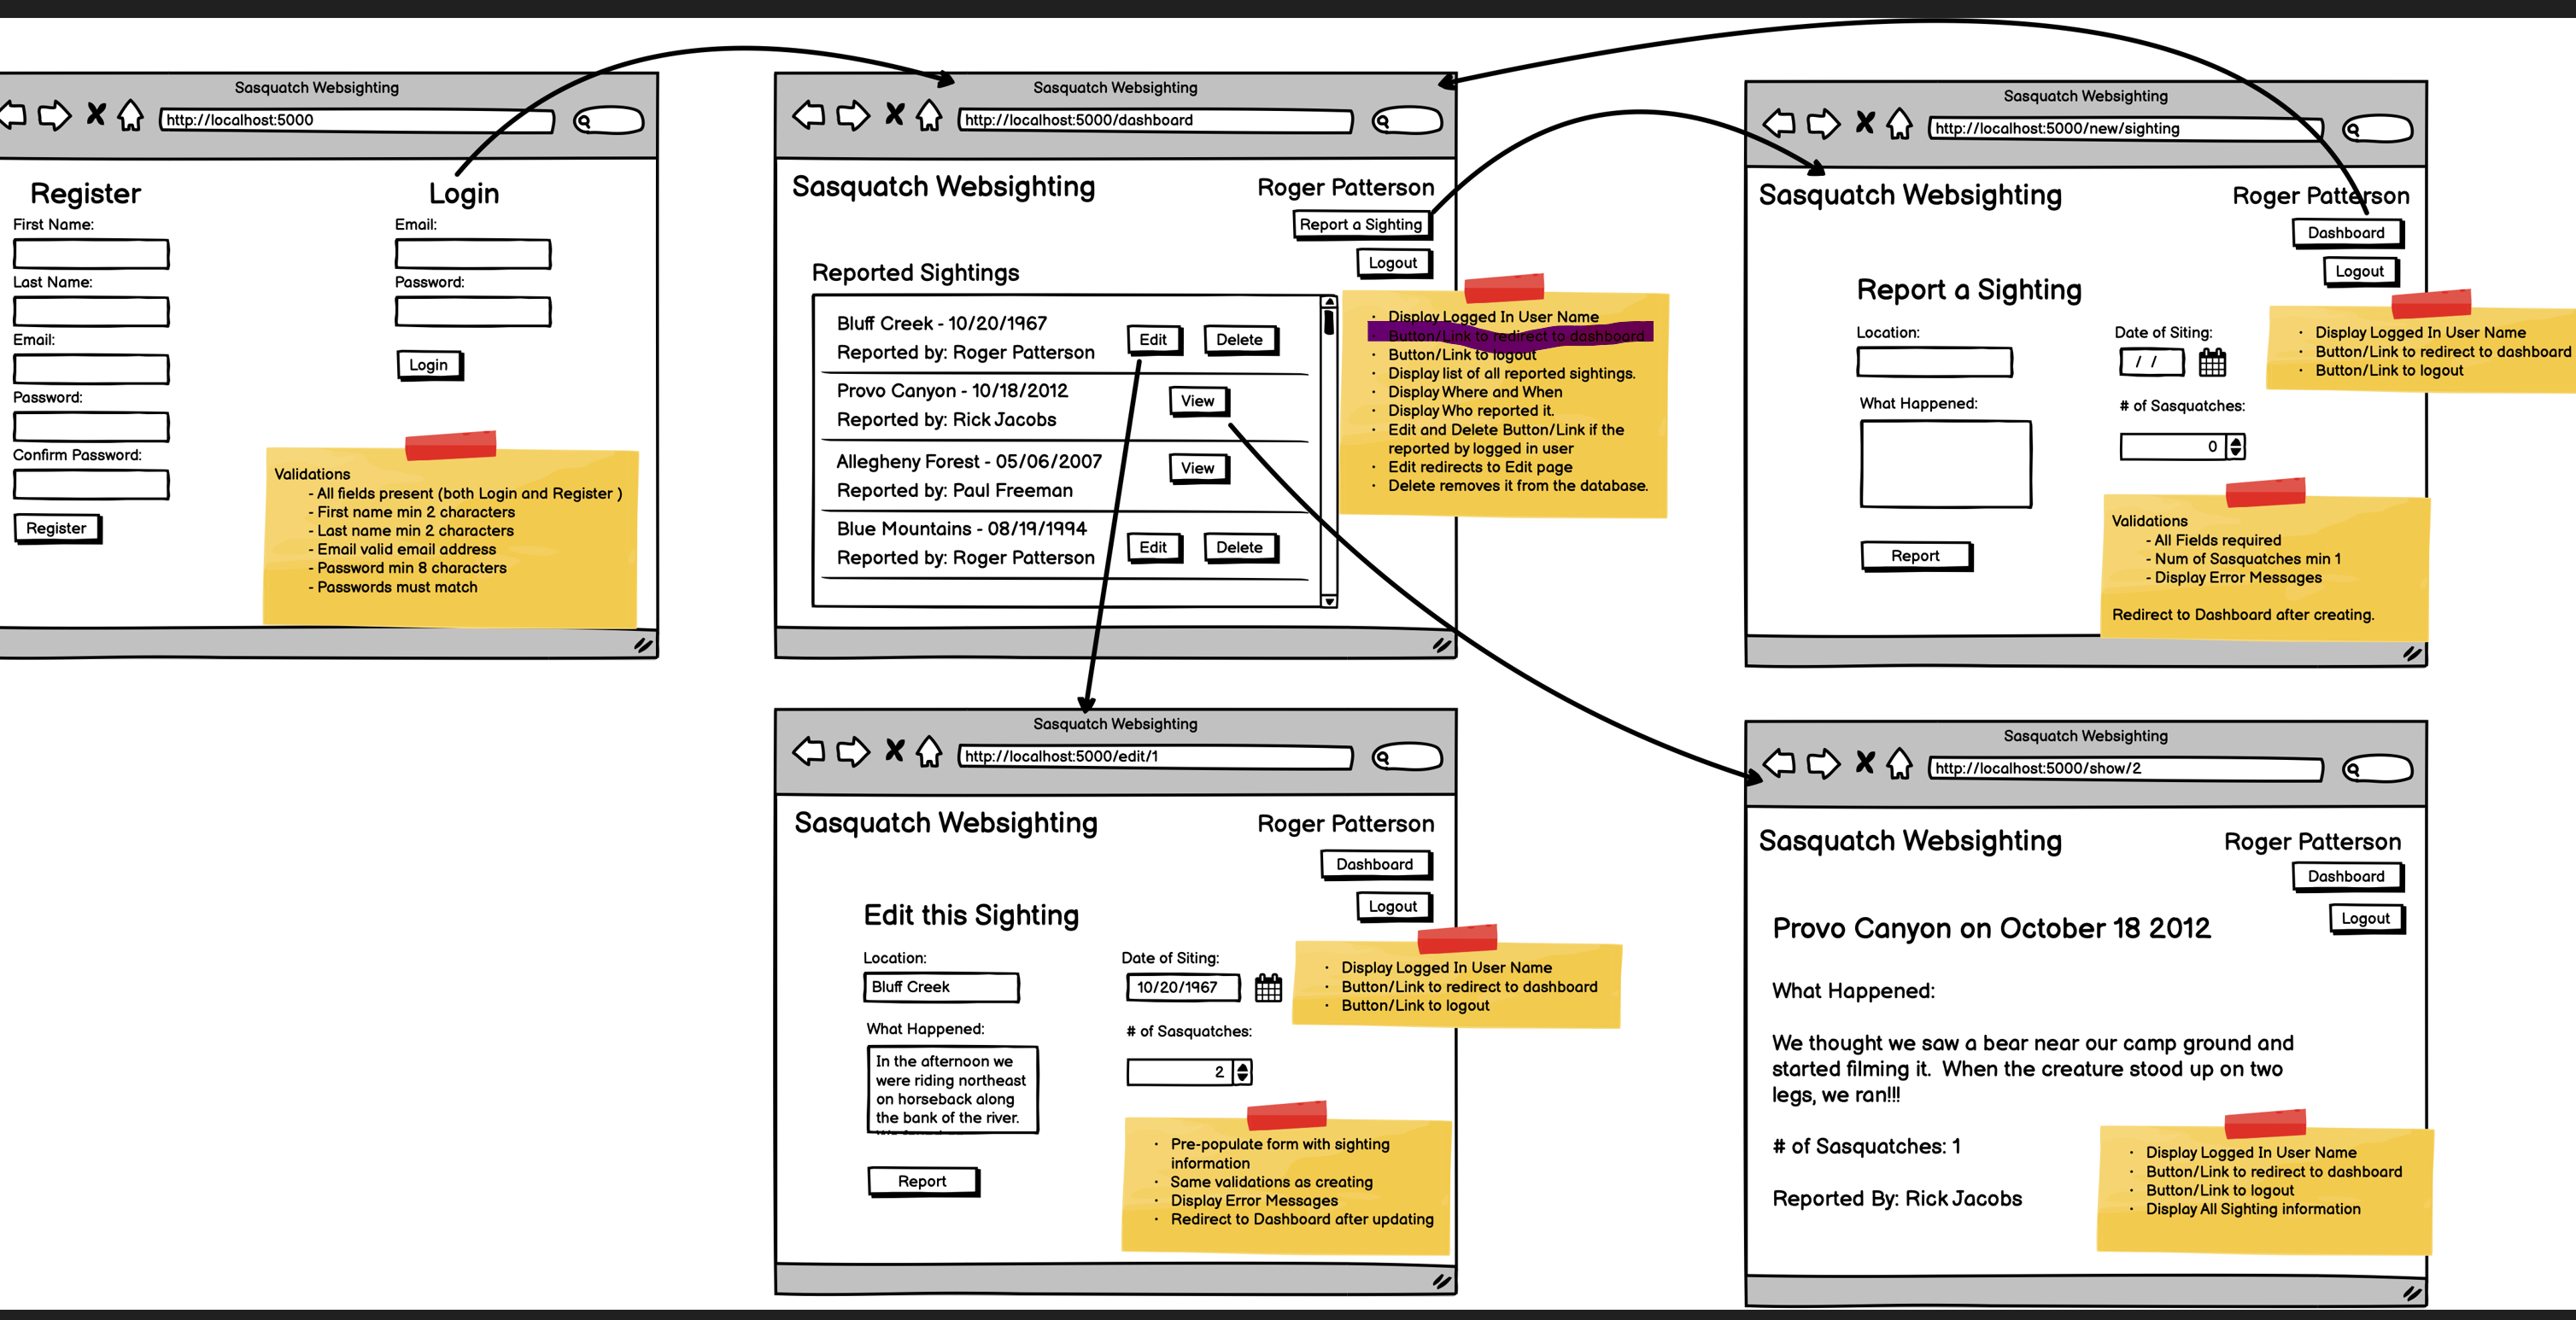 Sasquatch Websighting
http://localhost:5000
Register
First Name:
Last Name:
Email:
Password:
Confirm Password:
Register
Login
Email:
Password:
Login
Validations
- All fields present (both Login and Register )
- First name min 2 characters
- Last name min 2 characters
- Email valid email address
- Password min 8 characters
- Passwords must match
Sasquatch Websighting
http://localhost:5000/dashboard
Sasquatch Websighting
Roger Patterson
Report a Sighting
Logout
Reported Sightings
Bluff Creek - 10/20/1967
Reported by: Roger Patterson
Edit
Delete
Provo Canyon - 10/18/2012
Reported by: Rick Jacobs
View
Allegheny Forest - 05/06/2007
Reported by: Paul Freeman
View
Blue Mountains - 08/19/1994
Reported by: Roger Patterson
Edit
Delete
· Display Logged In User Name
· Button/Link to redirect to dashboard
· Button/Link to logout
· Display list of all reported sightings.
· Display Where and When
· Display Who reported it.
· Edit and Delete Button/Link if the
reported by logged in user
· Edit redirects to Edit page
· Delete removes it from the database.
Sasquatch Websighting
http://localhost:5000/new/sighting
Sasquatch Websighting
Roger Patterson
Dashboard
Logout
Report a Sighting
Location:
Date of Siting:
/ /
What Happened:
# of Sasquatches:
0
Report
· Display Logged In User Name
· Button/Link to redirect to dashboard
· Button/Link to logout
Validations
- All Fields required
- Num of Sasquatches min 1
- Display Error Messages
Redirect to Dashboard after creating.
Sasquatch Websighting
http://localhost:5000/edit/1
Sasquatch Websighting
Roger Patterson
Dashboard
Logout
Edit this Sighting
Location:
Bluff Creek
Date of Siting:
10/20/1967
What Happened:
In the afternoon we
were riding northeast
on horseback along
the bank of the river.
# of Sasquatches:
2
Report
· Display Logged In User Name
· Button/Link to redirect to dashboard
· Button/Link to logout
· Pre-populate form with sighting
information
· Same validations as creating
· Display Error Messages
· Redirect to Dashboard after updating
Sasquatch Websighting
http://localhost:5000/show/2
Sasquatch Websighting
Roger Patterson
Dashboard
Logout
Provo Canyon on October 18 2012
What Happened:
We thought we saw a bear near our camp ground and
started filming it. When the creature stood up on two
legs, we ran!!!
# of Sasquatches: 1
Reported By: Rick Jacobs
· Display Logged In User Name
· Button/Link to redirect to dashboard
· Button/Link to logout
· Display All Sighting information